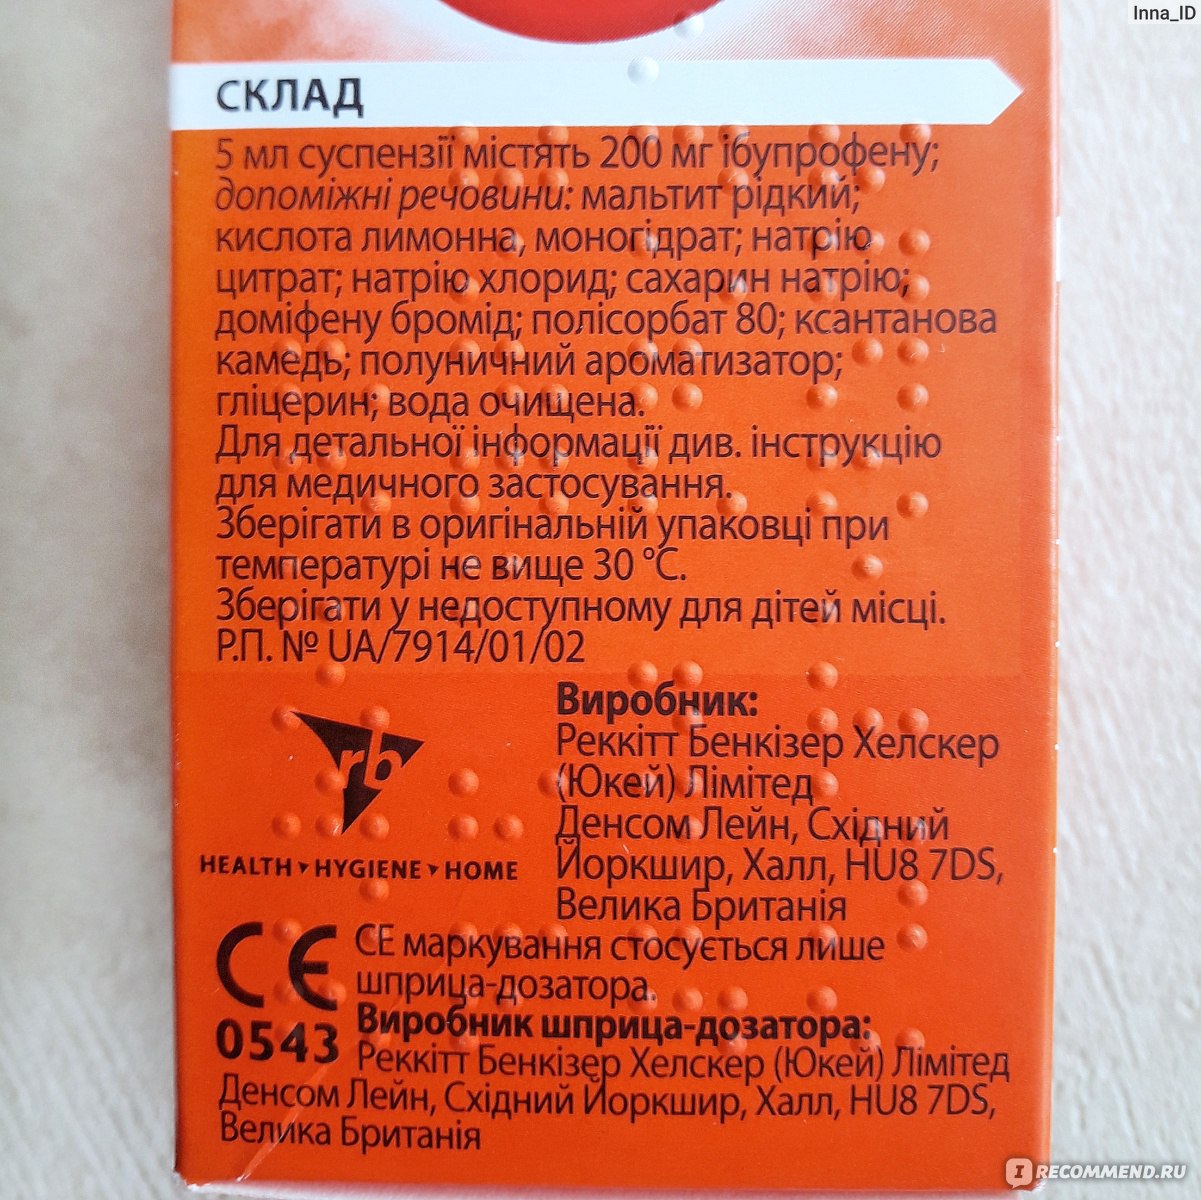 Inna_ID
СКЛАД
5 мл суспензії містять 200 мг ібупрофену;
допоміжні речовини: мальтит рідкий;
кислота лимонна, моногідрат; натрію
цитрат; натрію хлорид; сахарин натрію;
доміфену бромід; полісорбат 80; ксантанова
камедь; полуничний ароматизатор;
гліцерин; вода очищена.
Для детальної інформації див. інструкцію
для медичного застосування.
Зберігати в оригінальній упаковці при
температурі не вище 30 °С.
Зберігати у недоступному для дітей місці.
Р.П. № UA/7914/01/02
rb
HEALTH HYGIENE HOME
Виробник:
Реккітт Бенкізер Хелскер
(Юкей) Лімітед
Денсом Лейн, Східний
Йоркшир, Халл, HU8 7DS,
Велика Британія
CE
0543
СЕ маркування стосується лише
шприца-дозатора.
Виробник шприца-дозатора:
Реккітт Бенкізер Хелскер (Юкей) Лімітед
Денсом Лейн, Східний Йоркшир, Халл, HU8 7DS,
Велика Британія
I RECOMMEND.RU